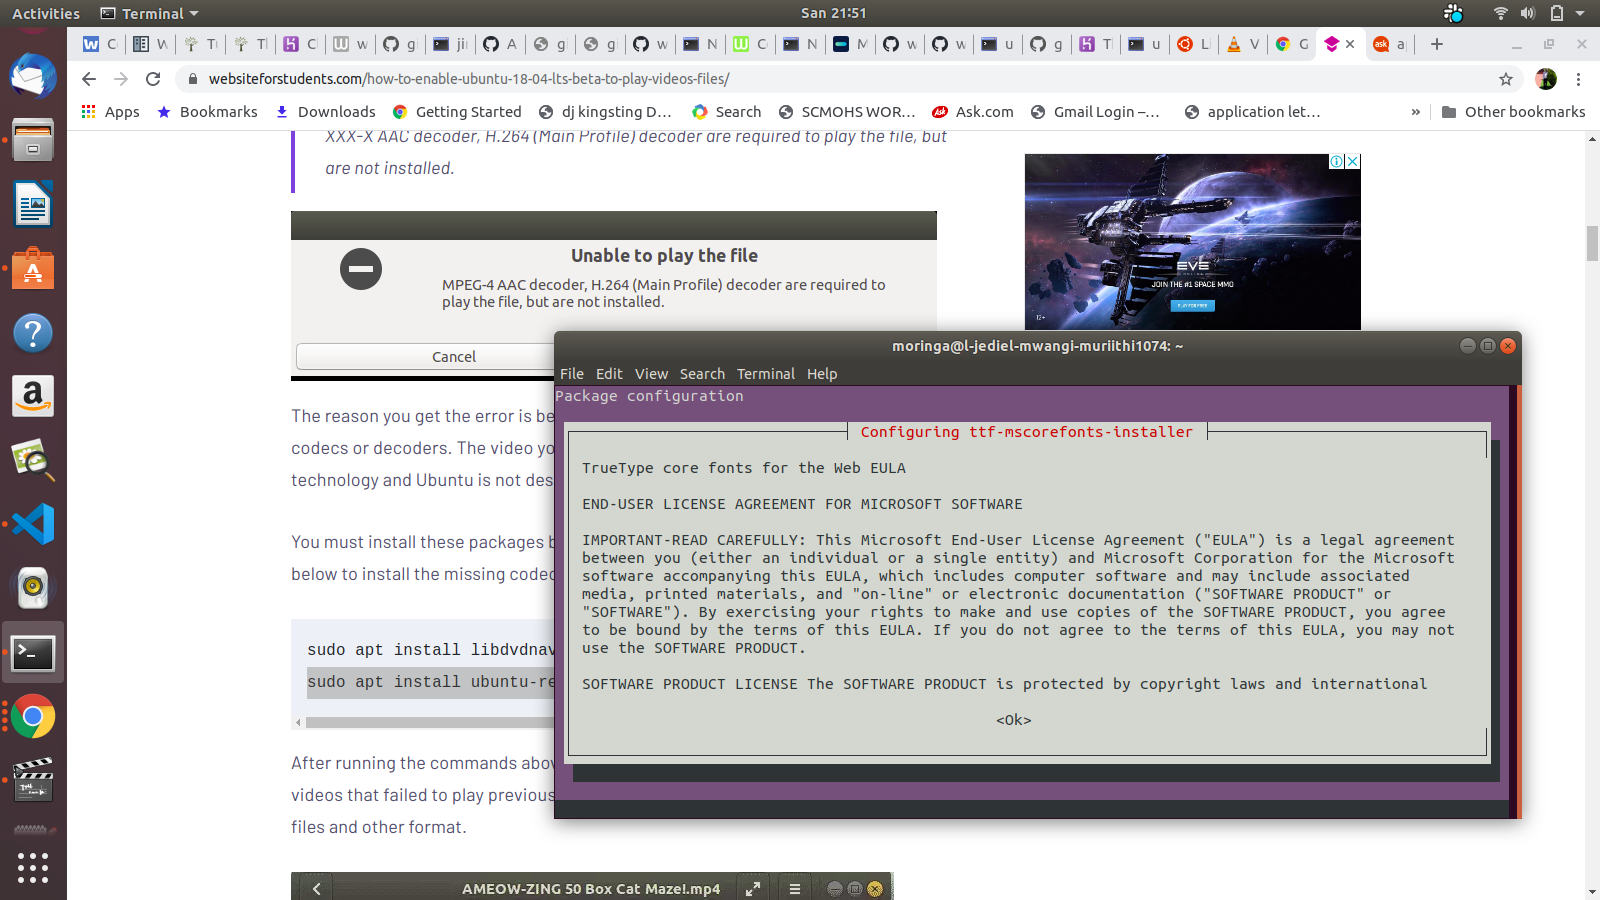 Activities
Terminal
San 21:51
websiteforstudents.com/how-to-enable-ubuntu-18-04-lts-beta-to-play-videos-files/
Apps
Bookmarks
Downloads
Getting Started
dj kingsting D...
Search
SCMOHS WOR...
Ask.com
Gmail Login –...
application let...
»
Other bookmarks
XXX-X AAC decoder, H.264 (Main Profile) decoder are required to play the file, but
are not installed.
Unable to play the file
MPEG-4 AAC decoder, H.264 (Main Profile) decoder are required to
play the file, but are not installed.
Cancel
EVE
ONLINE
JOIN THE #1 SPACE MMO
PLAY FOR FREE
12+
The reason you get the error is be
codecs or decoders. The video yo
technology and Ubuntu is not des
You must install these packages b
below to install the missing codec
sudo apt install libdvdnav
sudo apt install ubuntu-re
After running the commands abov
videos that failed to play previous
files and other format.
AMEOW-ZING 50 Box Cat Maze!.mp4
moringa@l-jediel-mwangi-muriithi1074: ~
File Edit View Search Terminal Help
Package configuration
Configuring ttf-mscorefonts-installer
TrueType core fonts for the Web EULA
END-USER LICENSE AGREEMENT FOR MICROSOFT SOFTWARE
IMPORTANT-READ CAREFULLY: This Microsoft End-User License Agreement ("EULA") is a legal agreement
between you (either an individual or a single entity) and Microsoft Corporation for the Microsoft
software accompanying this EULA, which includes computer software and may include associated
media, printed materials, and "on-line" or electronic documentation ("SOFTWARE PRODUCT" or
"SOFTWARE"). By exercising your rights to make and use copies of the SOFTWARE PRODUCT, you agree
to be bound by the terms of this EULA. If you do not agree to the terms of this EULA, you may not
use the SOFTWARE PRODUCT.
SOFTWARE PRODUCT LICENSE The SOFTWARE PRODUCT is protected by copyright laws and international
<Ok>